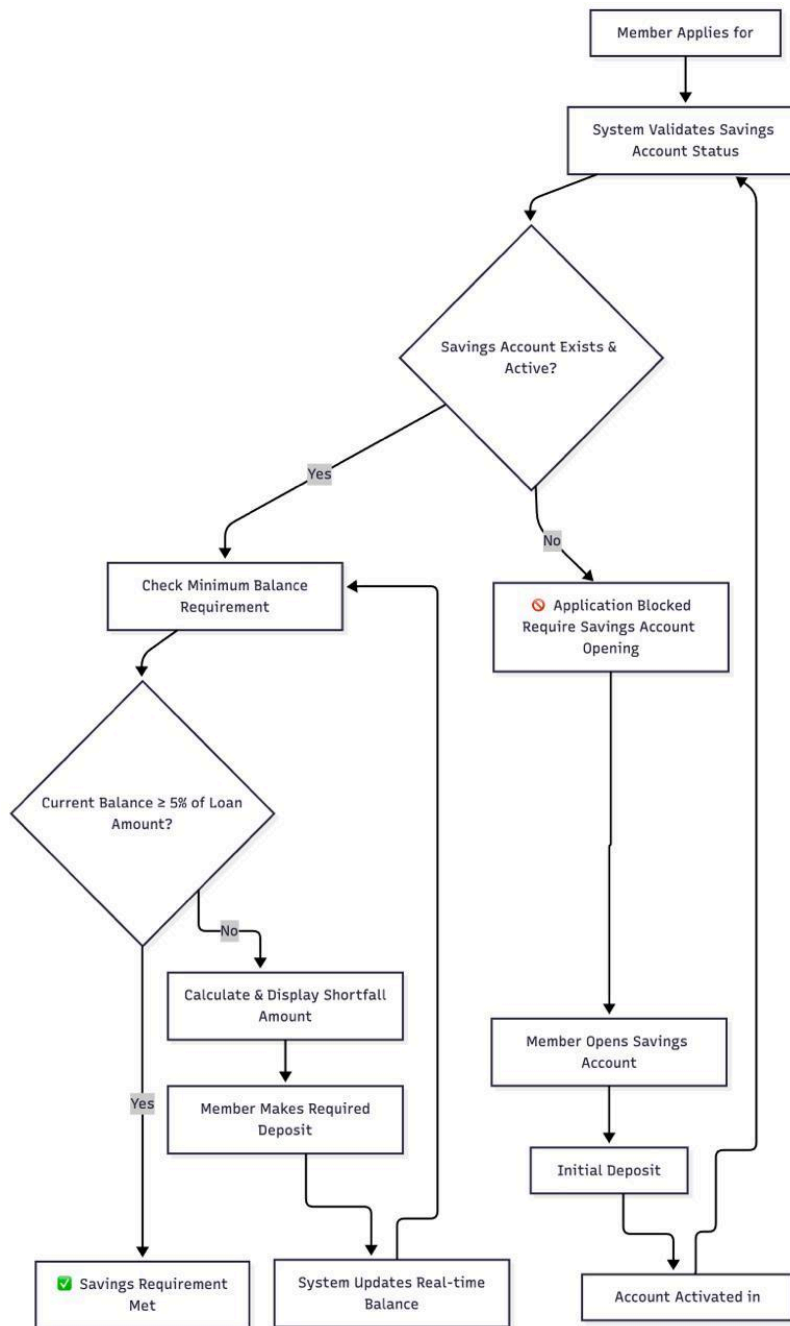 Member Applies for
System Validates Savings
Account Status
Savings Account Exists &
Active?
Yes
No
Check Minimum Balance
Requirement
🚫 Application Blocked
Require Savings Account
Opening
Current Balance ≥ 5% of Loan
Amount?
No
Calculate & Display Shortfall
Amount
Member Opens Savings
Account
Yes
Member Makes Required
Deposit
Initial Deposit
✅ Savings Requirement
Met
System Updates Real-time
Balance
Account Activated in